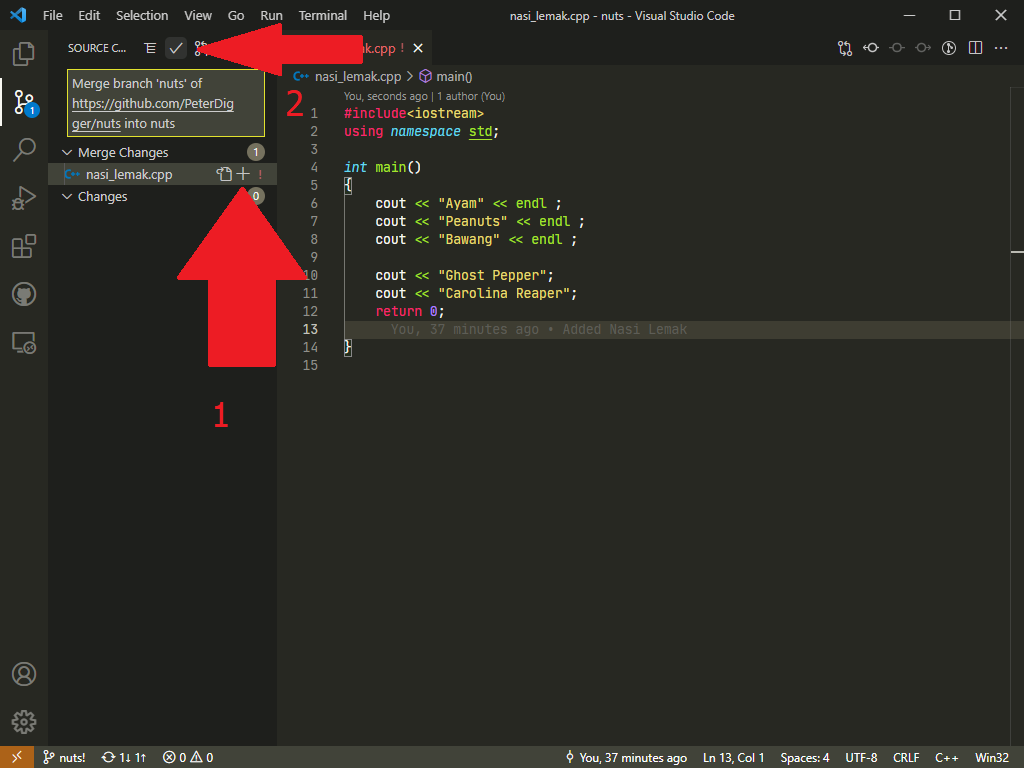 File Edit Selection View Go Run Terminal Help nasi_lemak.cpp - nuts - Visual Studio Code
SOURCE C...
k.cpp !
nasi_lemak.cpp > main()
Merge branch 'nuts' of
https://github.com/PeterDig
ger/nuts into nuts
Merge Changes 1
nasi_lemak.cpp !
Changes 0
1
1
2
You, seconds ago | 1 author (You)
1 #include<iostream>
2 using namespace std;
3
4 int main()
5 {
6 cout << "Ayam" << endl ;
7 cout << "Peanuts" << endl ;
8 cout << "Bawang" << endl ;
9
10 cout << "Ghost Pepper";
11 cout << "Carolina Reaper";
12 return 0;
13 You, 37 minutes ago • Added Nasi Lemak
14 }
15
nuts! 1↓ 1↑ 0 0 You, 37 minutes ago Ln 13, Col 1 Spaces: 4 UTF-8 CRLF C++ Win32